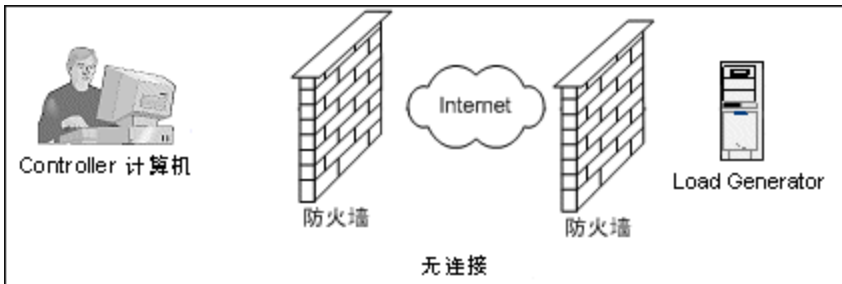 Internet
Controller 计算机
Load Generator
防火墙
防火墙
无连接